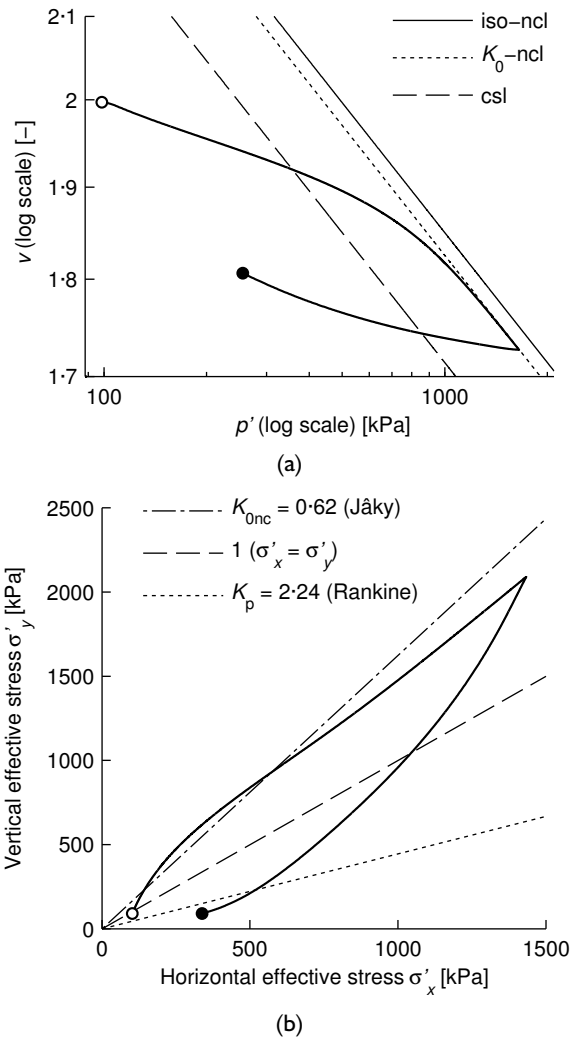 2·1
iso−ncl
K0−ncl
csl
2
1·9
1·8
1·7
v (log scale) [-]
100
1000
p' (log scale) [kPa]
(a)
2500
2000
1500
1000
500
0
Vertical effective stress σ'y [kPa]
K0nc = 0·62 (Jâky)
1 (σ'x = σ'y)
Kp = 2·24 (Rankine)
0
500
1000
1500
Horizontal effective stress σ'x [kPa]
(b)